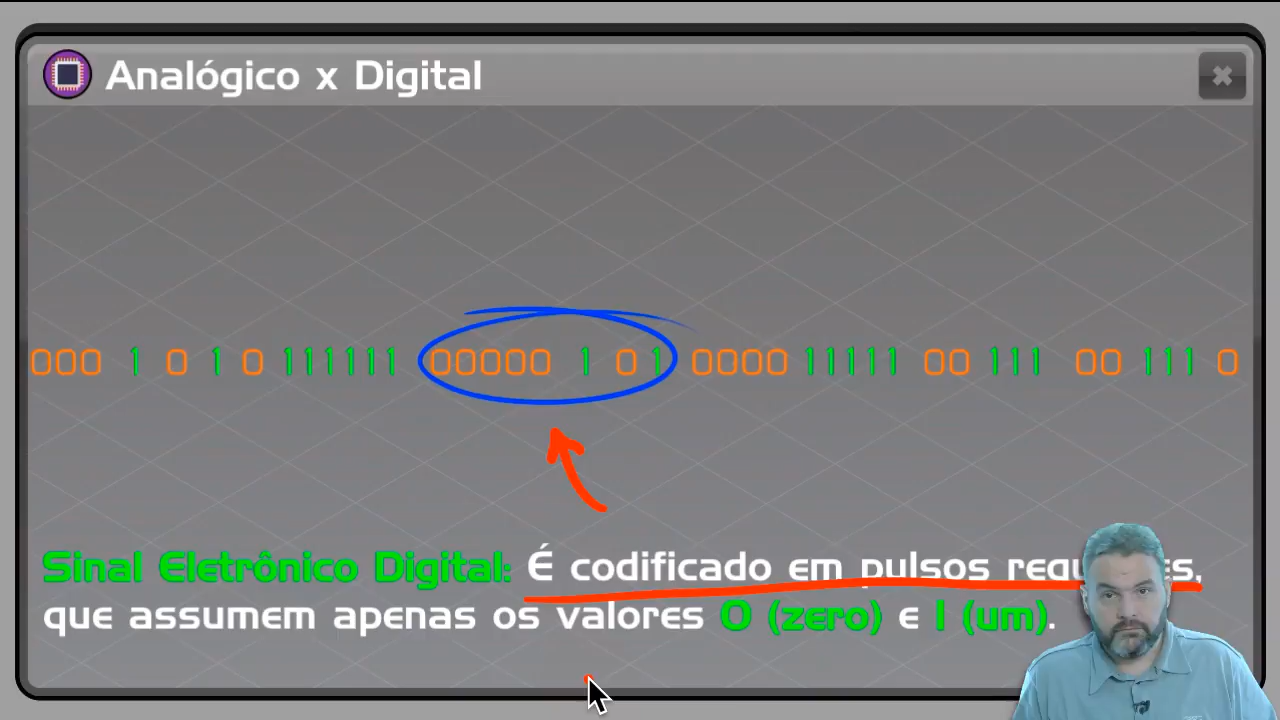 Analógico x Digital
000 1 0 1 0 111111 00000 1 0 1 0000 11111 00 111 00 111 0
Sinal Eletrônico Digital: É codificado em pulsos
que assumem apenas os valores 0 (zero) e 1 (um).